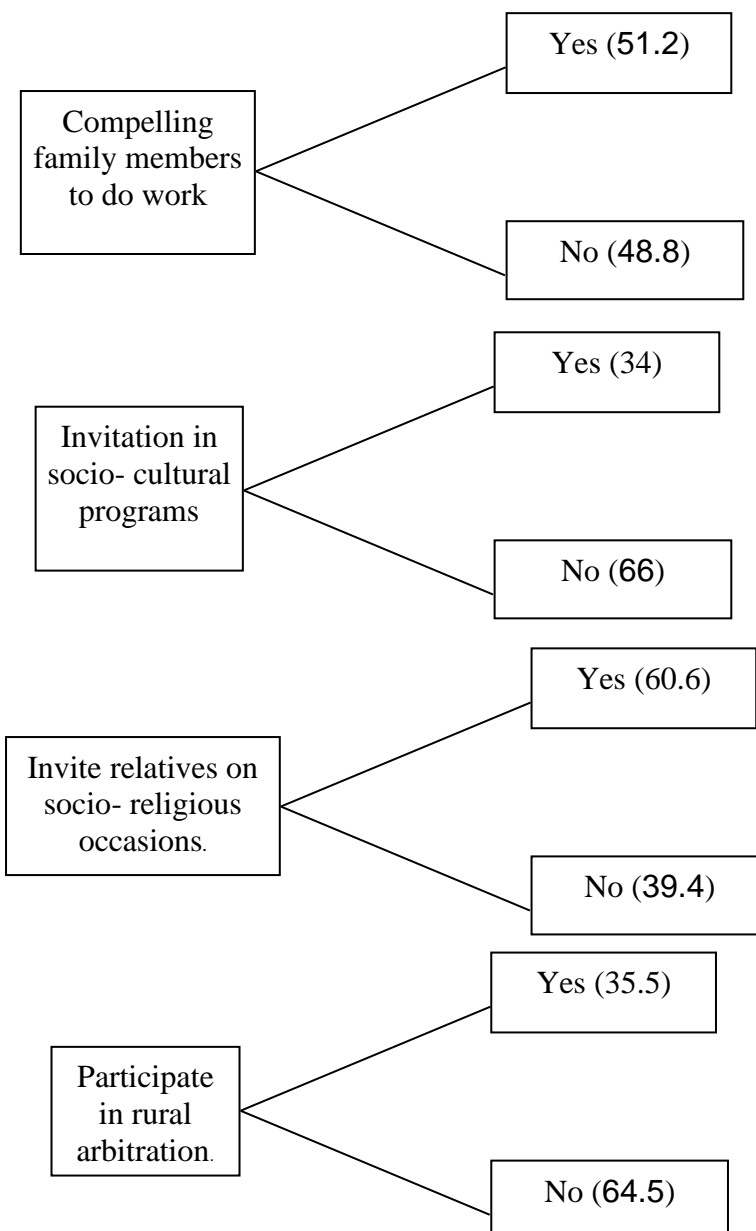 Yes (51.2)
Compelling
family members
to do work
No (48.8)
Yes (34)
Invitation in
socio- cultural
programs
No (66)
Yes (60.6)
Invite relatives on
socio- religious
occasions.
No (39.4)
Yes (35.5)
Participate
in rural
arbitration.
No (64.5)